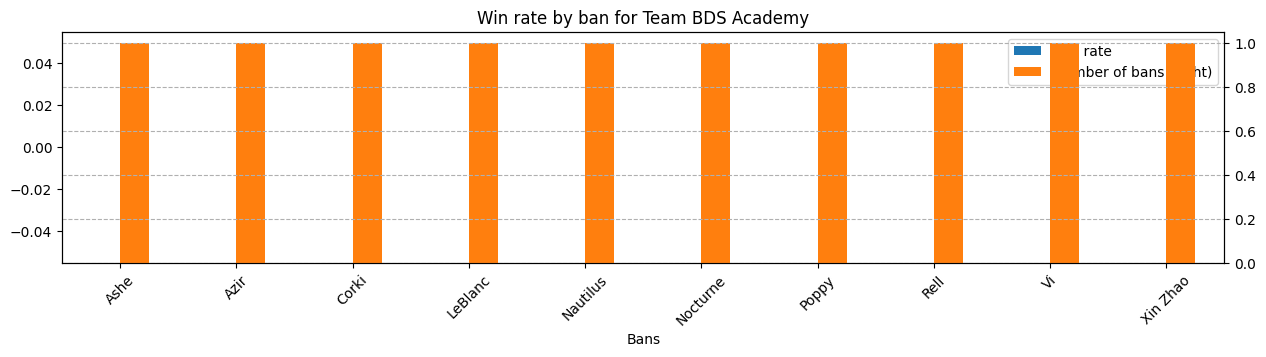 Win rate by ban for Team BDS Academy
rate
of bans
0.04
0.02
0.00
−0.02
−0.04
1.0
0.8
0.6
0.4
0.2
0.0
Ashe
Azir
Corki
LeBlanc
Nautilus
Nocturne
Poppy
Rell
Vi
Xin Zhao
Bans